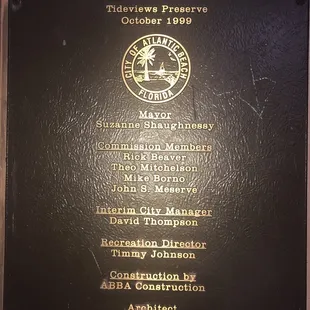 Tideviews Preserve
October 1999
CITY OF ATLANTIC BEACH
FLORIDA
Mayor
Suzanne Shaughnessy
Commission Members
Rick Beaver
Theo Mitchelson
Mike Borno
John S. Meserve
Interim City Manager
David Thompson
Recreation Director
Timmy Johnson
Construction by
ABBA Construction
Architect